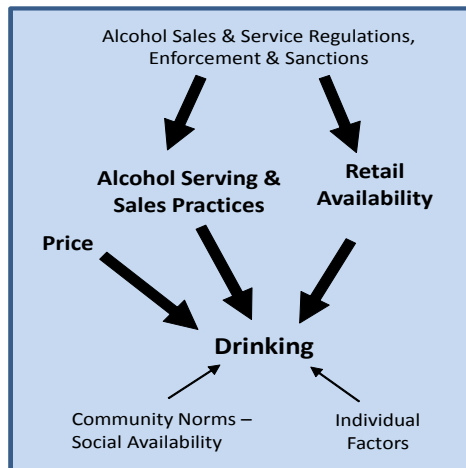 Alcohol Sales & Service Regulations,
Enforcement & Sanctions
Alcohol Serving &
Sales Practices
Retail
Availability
Price
Drinking
Community Norms –
Social Availability
Individual
Factors